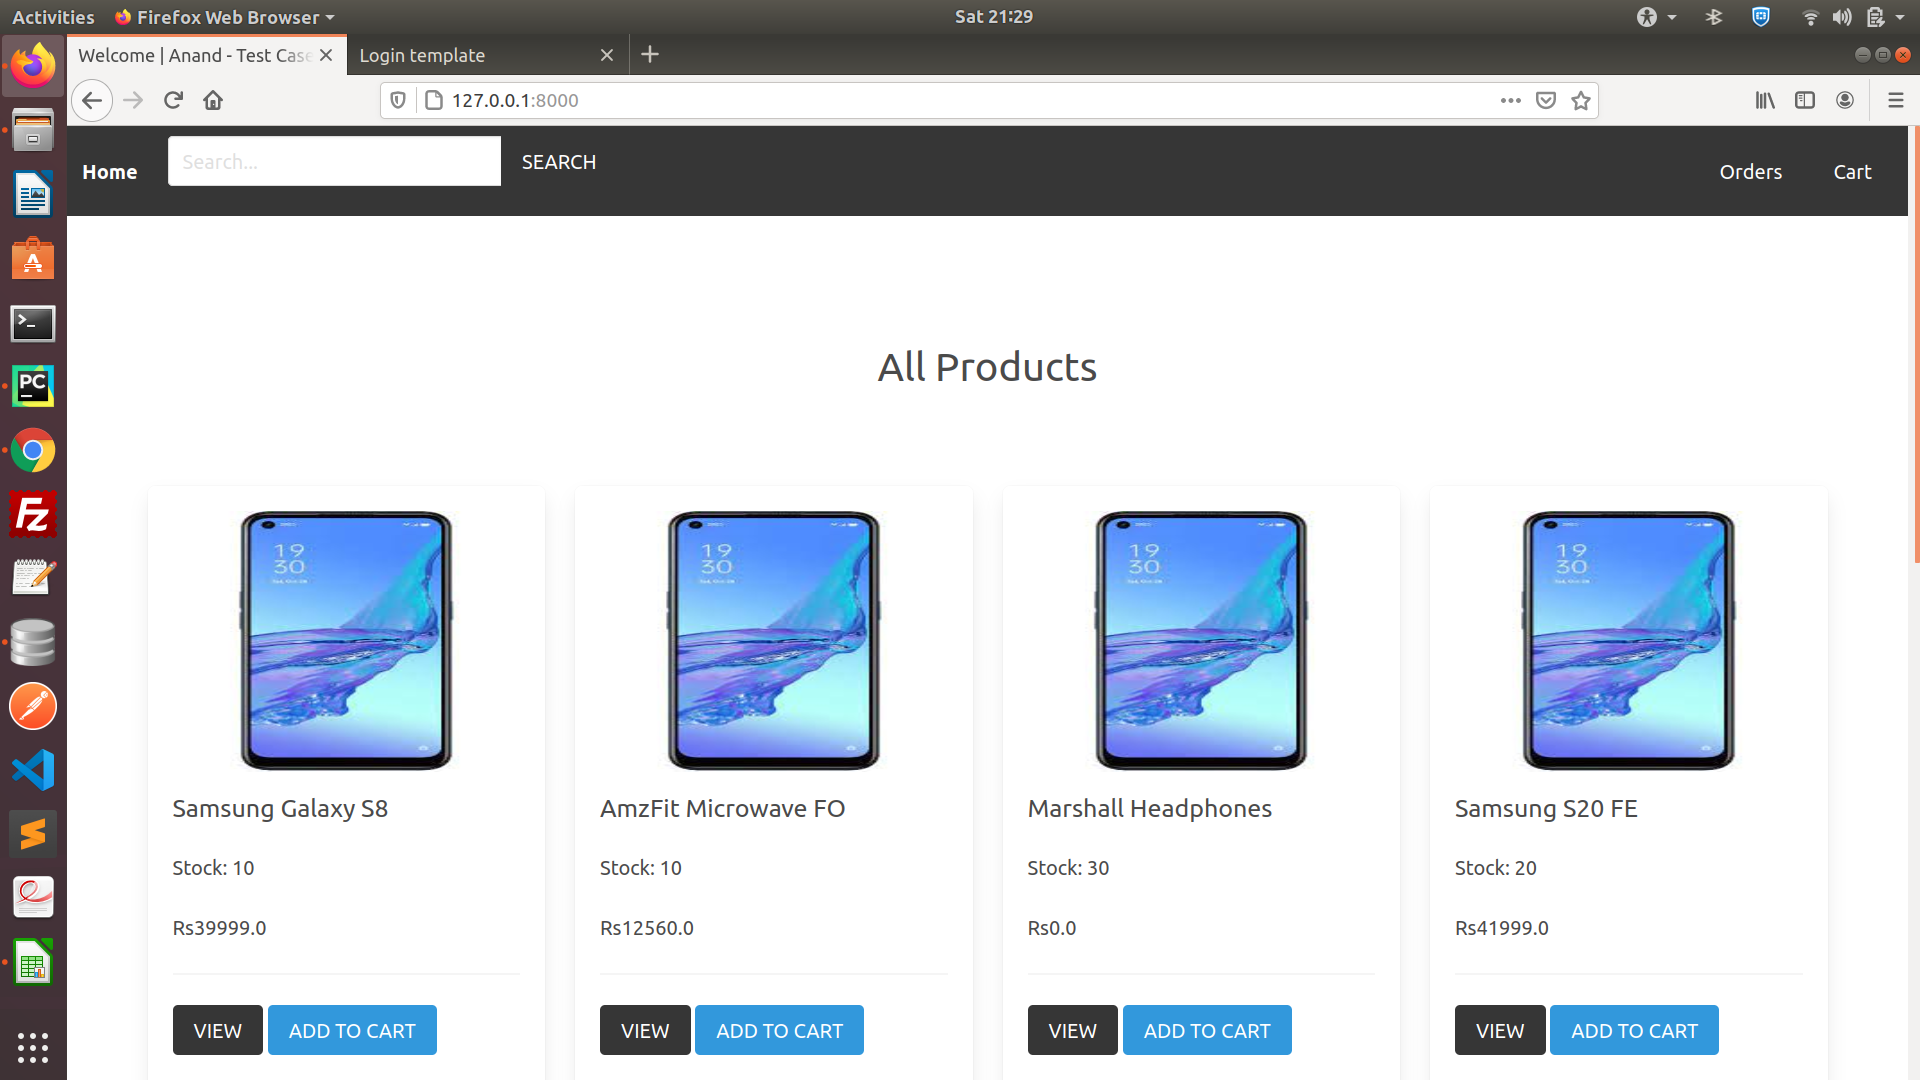 Activities Firefox Web Browser Sat 21:29
Welcome | Anand - Test Case Login template
127.0.0.1:8000
Home Search... SEARCH Orders Cart
All Products
19 30 19 30 19 30 19 30
Samsung Galaxy S8 AmzFit Microwave FO Marshall Headphones Samsung S20 FE
Stock: 10 Stock: 10 Stock: 30 Stock: 20
Rs39999.0 Rs12560.0 Rs0.0 Rs41999.0
VIEW ADD TO CART VIEW ADD TO CART VIEW ADD TO CART VIEW ADD TO CART
PC
Fz